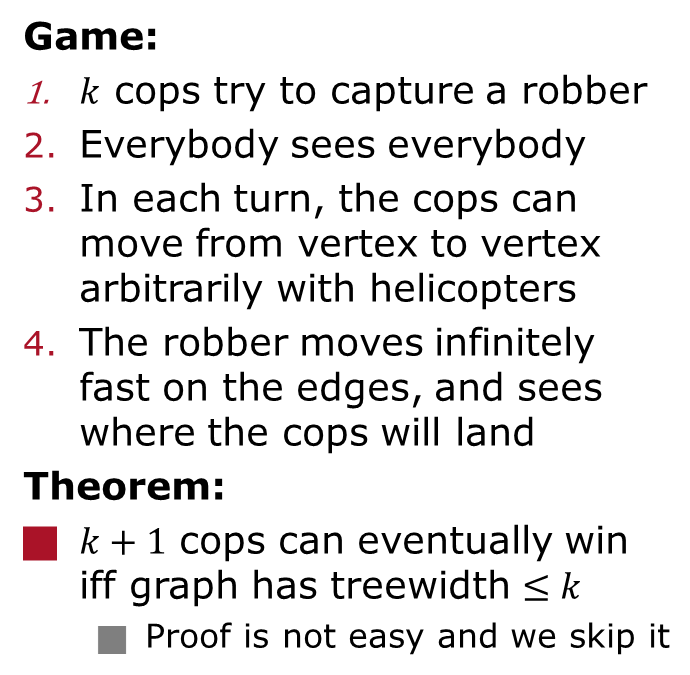 Game:
1. k cops try to capture a robber
2. Everybody sees everybody
3. In each turn, the cops can
move from vertex to vertex
arbitrarily with helicopters
4. The robber moves infinitely
fast on the edges, and sees
where the cops will land
Theorem:
k + 1 cops can eventually win
iff graph has treewidth ≤ k
Proof is not easy and we skip it